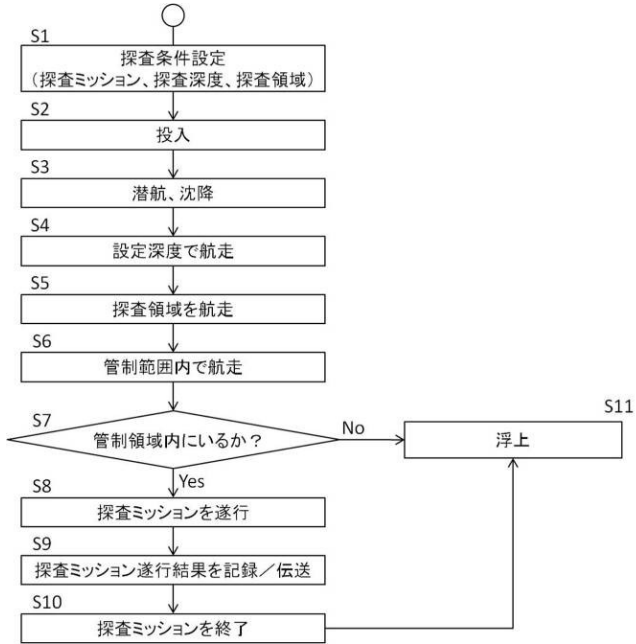 S1
探査条件設定
(探査ミッション、探査深度、探査領域)
S2
投入
S3
潜航、沈降
S4
設定深度で航走
S5
探査領域を航走
S6
管制範囲内で航走
S7
管制領域内にいるか?
No
S11
浮上
Yes
S8
探査ミッションを遂行
S9
探査ミッション遂行結果を記録/伝送
S10
探査ミッションを終了